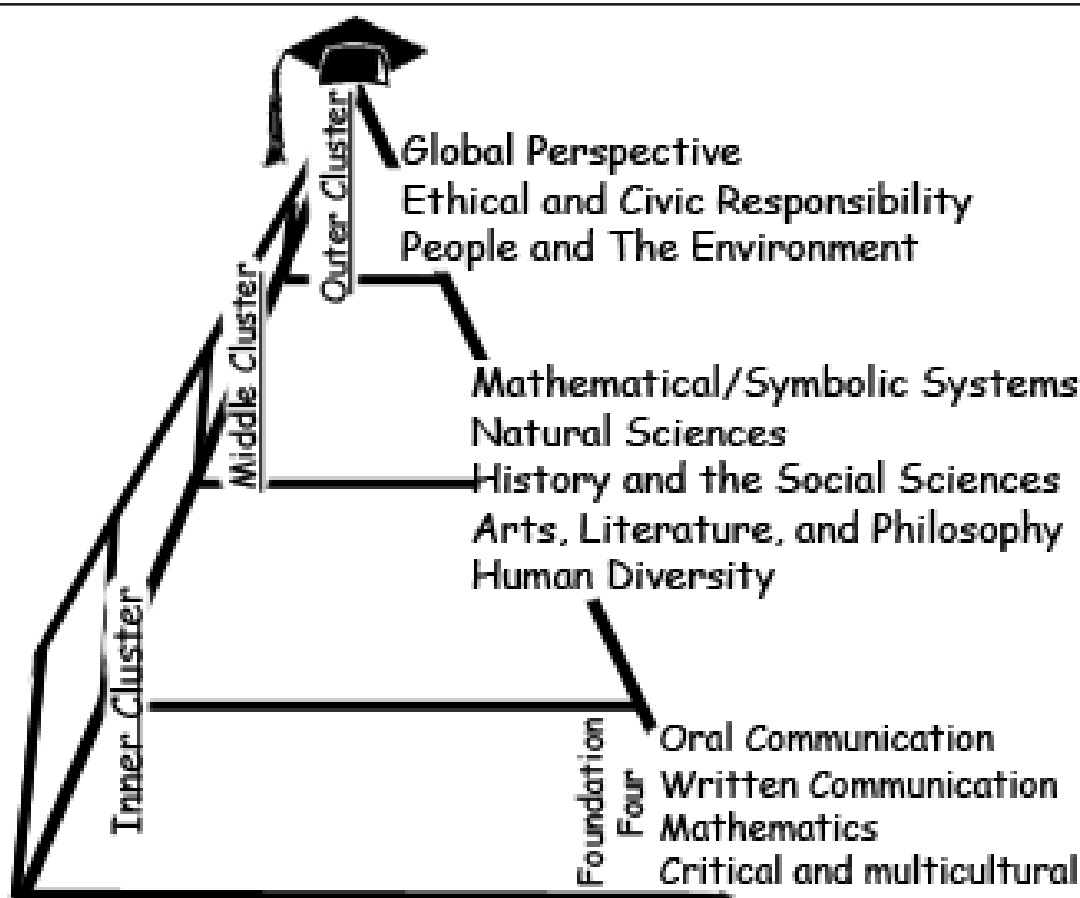 Outer Cluster
Global Perspective
Ethical and Civic Responsibility
People and The Environment
Middle Cluster
Mathematical/Symbolic Systems
Natural Sciences
History and the Social Sciences
Arts, Literature, and Philosophy
Human Diversity
Inner Cluster
Foundation
Four
Oral Communication
Written Communication
Mathematics
Critical and multicultural